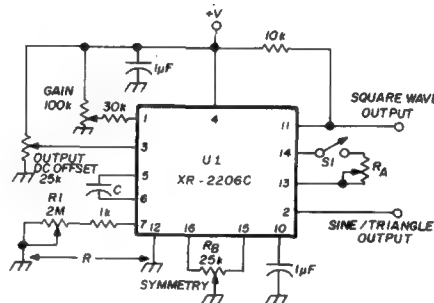 +V
10k
1µF
GAIN
100k
30k
1
4
11
SQUARE WAVE
OUTPUT
3
OUTPUT
DC OFFSET
25k
U1
XR-2206C
14
S1
RA
13
5
C
6
R1
2M
1k
7
2
SINE/TRIANGLE
OUTPUT
12
16
RB
25k
15
10
R
SYMMETRY
1µF